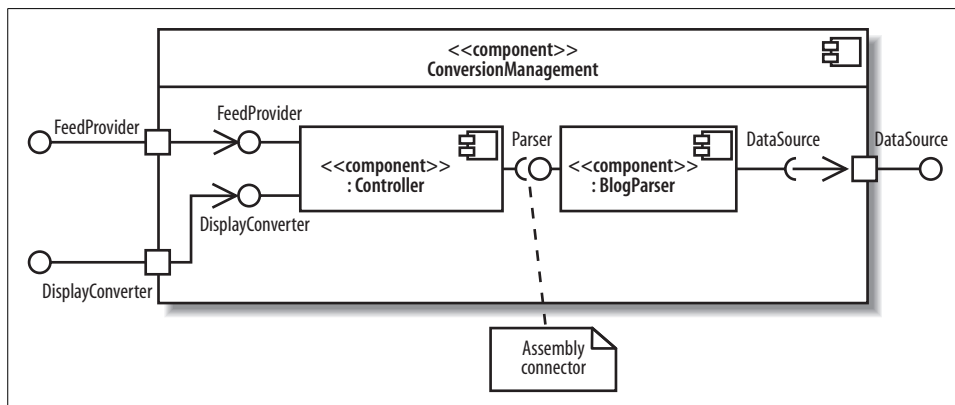 <<component>>
ConversionManagement
FeedProvider
FeedProvider
Parser
DataSource
DataSource
<<component>>
: Controller
<<component>>
: BlogParser
DisplayConverter
DisplayConverter
Assembly
connector